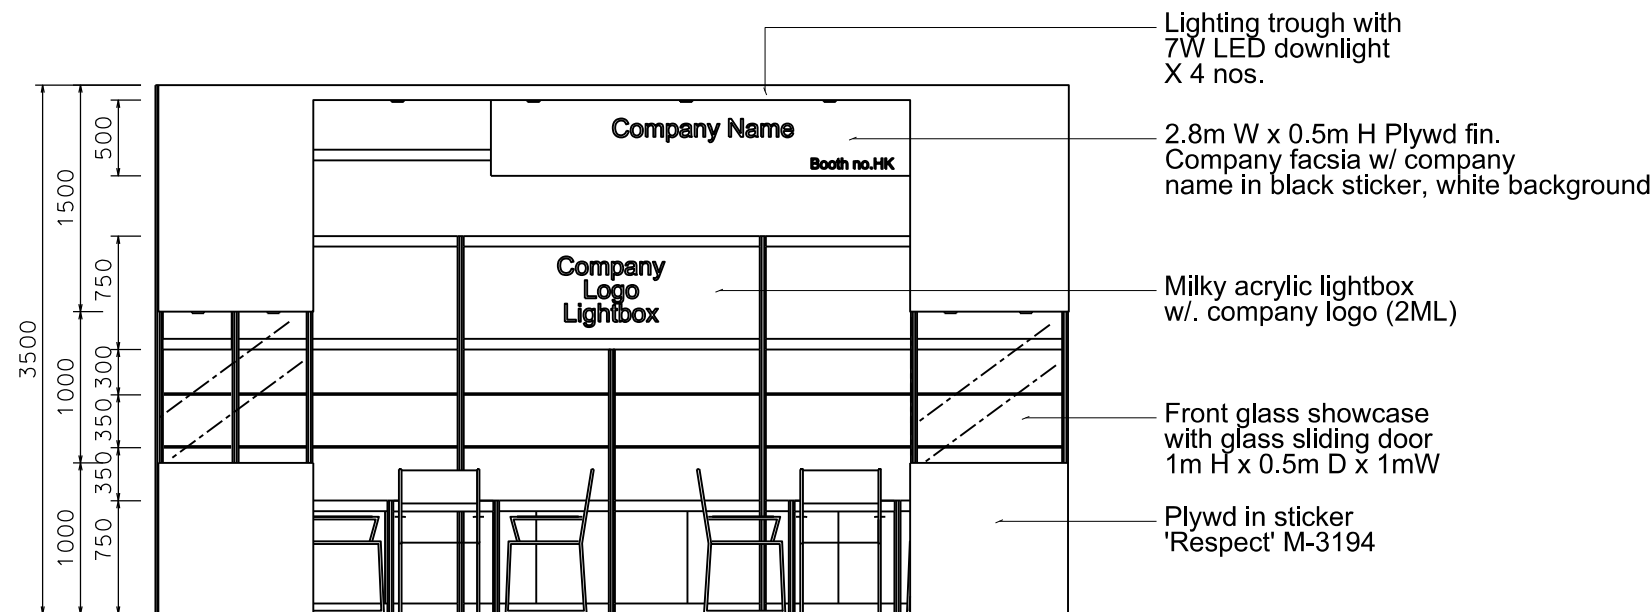 Lighting trough with
7W LED downlight
X 4 nos.
Company Name
Booth no.HK
2.8m W x 0.5m H Plywd fin.
Company facsia w/ company
name in black sticker, white background
Company
Logo
Lightbox
Milky acrylic lightbox
w/. company logo (2ML)
Front glass showcase
with glass sliding door
1m H x 0.5m D x 1mW
Plywd in sticker
'Respect' M-3194
3500
1500
1000
1000
500
750
300
350
350
750